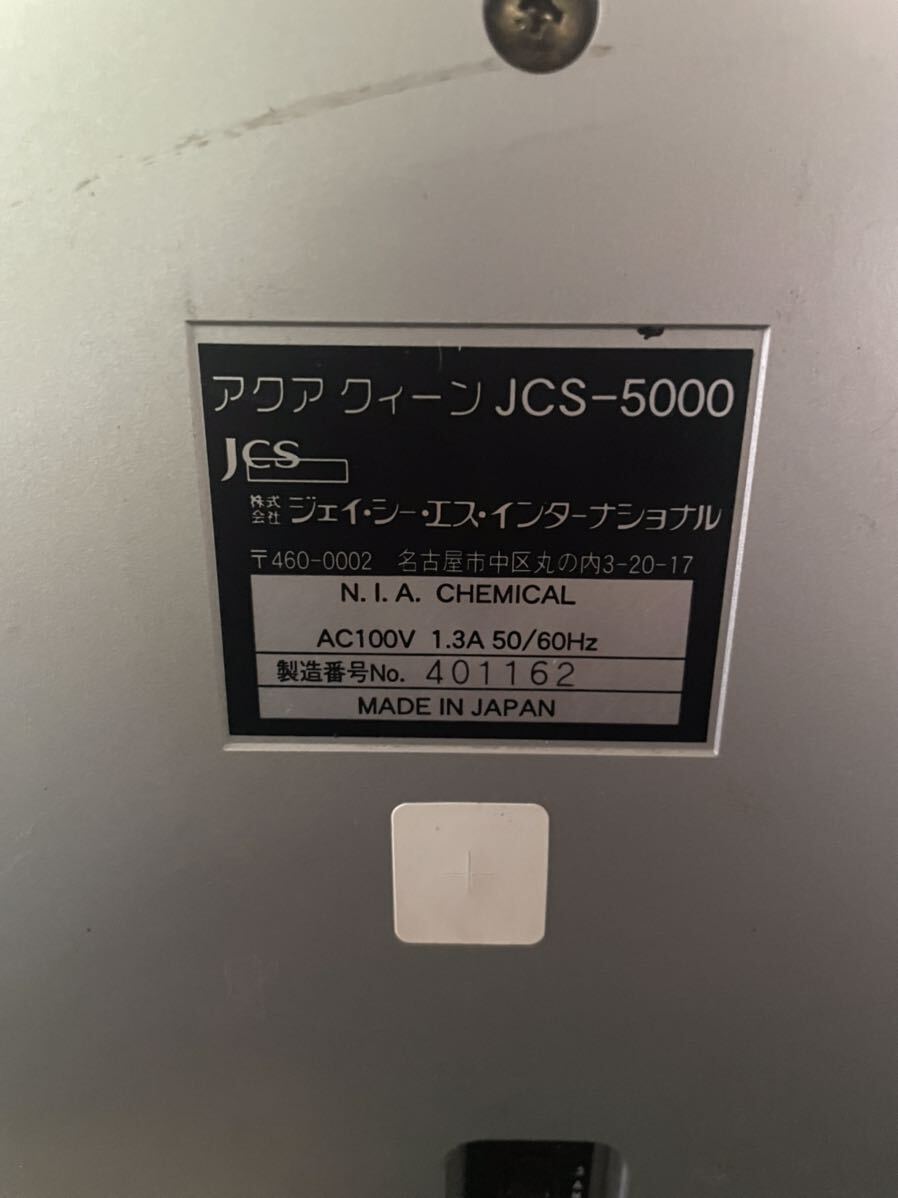 アクア クィーン JCS-5000
JCS
株式会社 ジェイ・シー・エス・インターナショナル
〒460-0002 名古屋市中区丸の内3-20-17
N. I. A. CHEMICAL
AC100V 1.3A 50/60Hz
製造番号No. 401162
MADE IN JAPAN